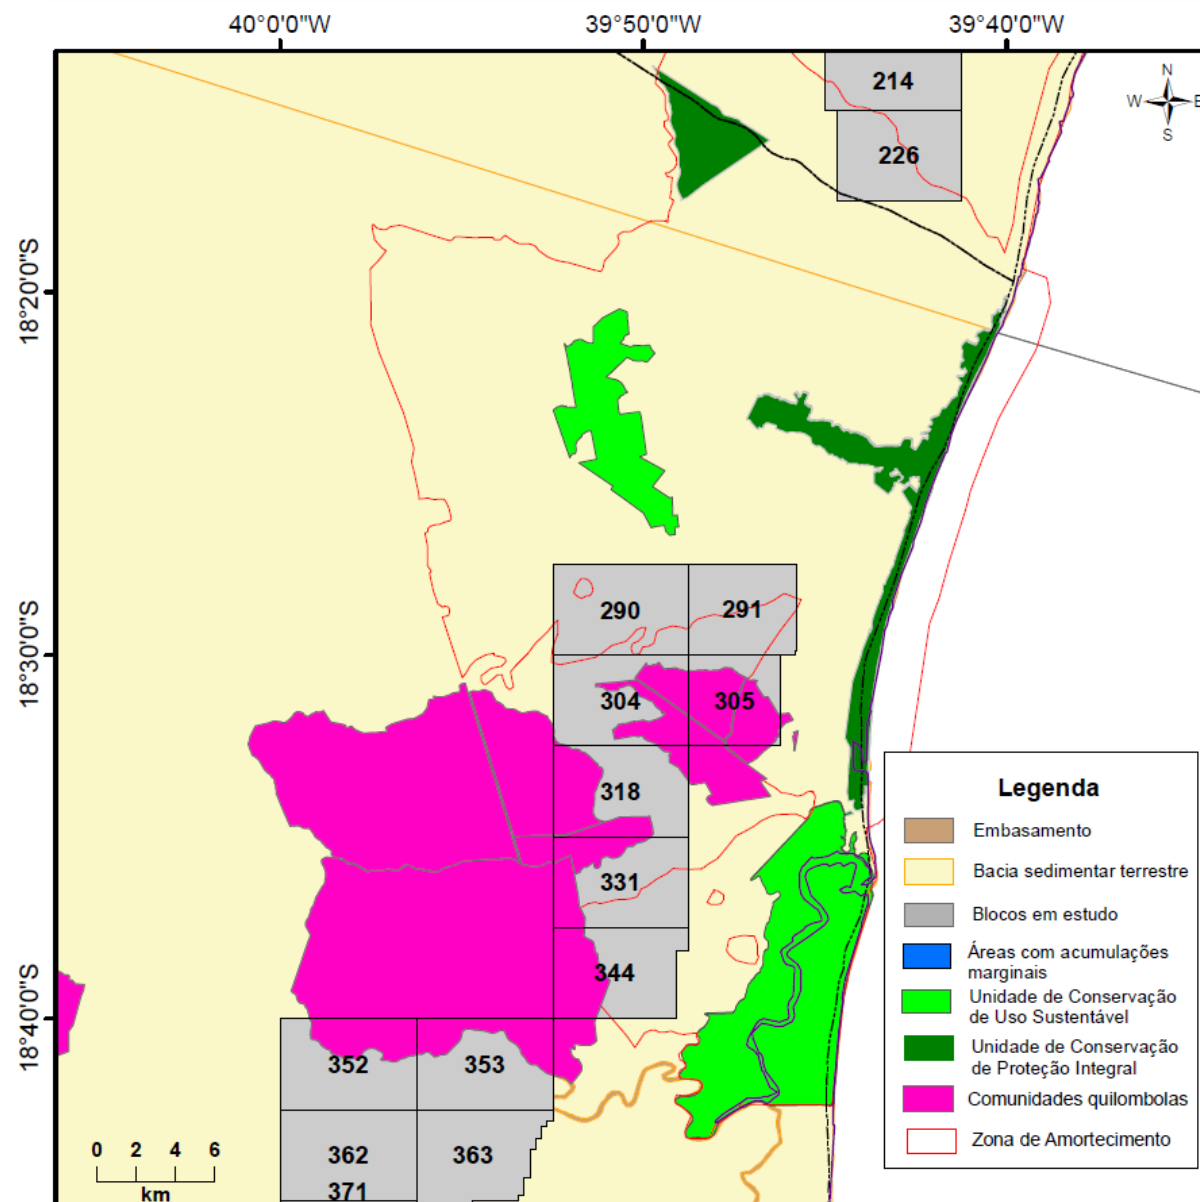 40°0'0"W 39°50'0"W 39°40'0"W
N
W E
S
214
226
18°20'0"S
290 291
18°30'0"S
304 305
318
331
344
18°40'0"S
352 353
362 363
371
0 2 4 6
km
Legenda
Embasamento
Bacia sedimentar terrestre
Blocos em estudo
Áreas com acumulações
marginais
Unidade de Conservação
de Uso Sustentável
Unidade de Conservação
de Proteção Integral
Comunidades quilombolas
Zona de Amortecimento